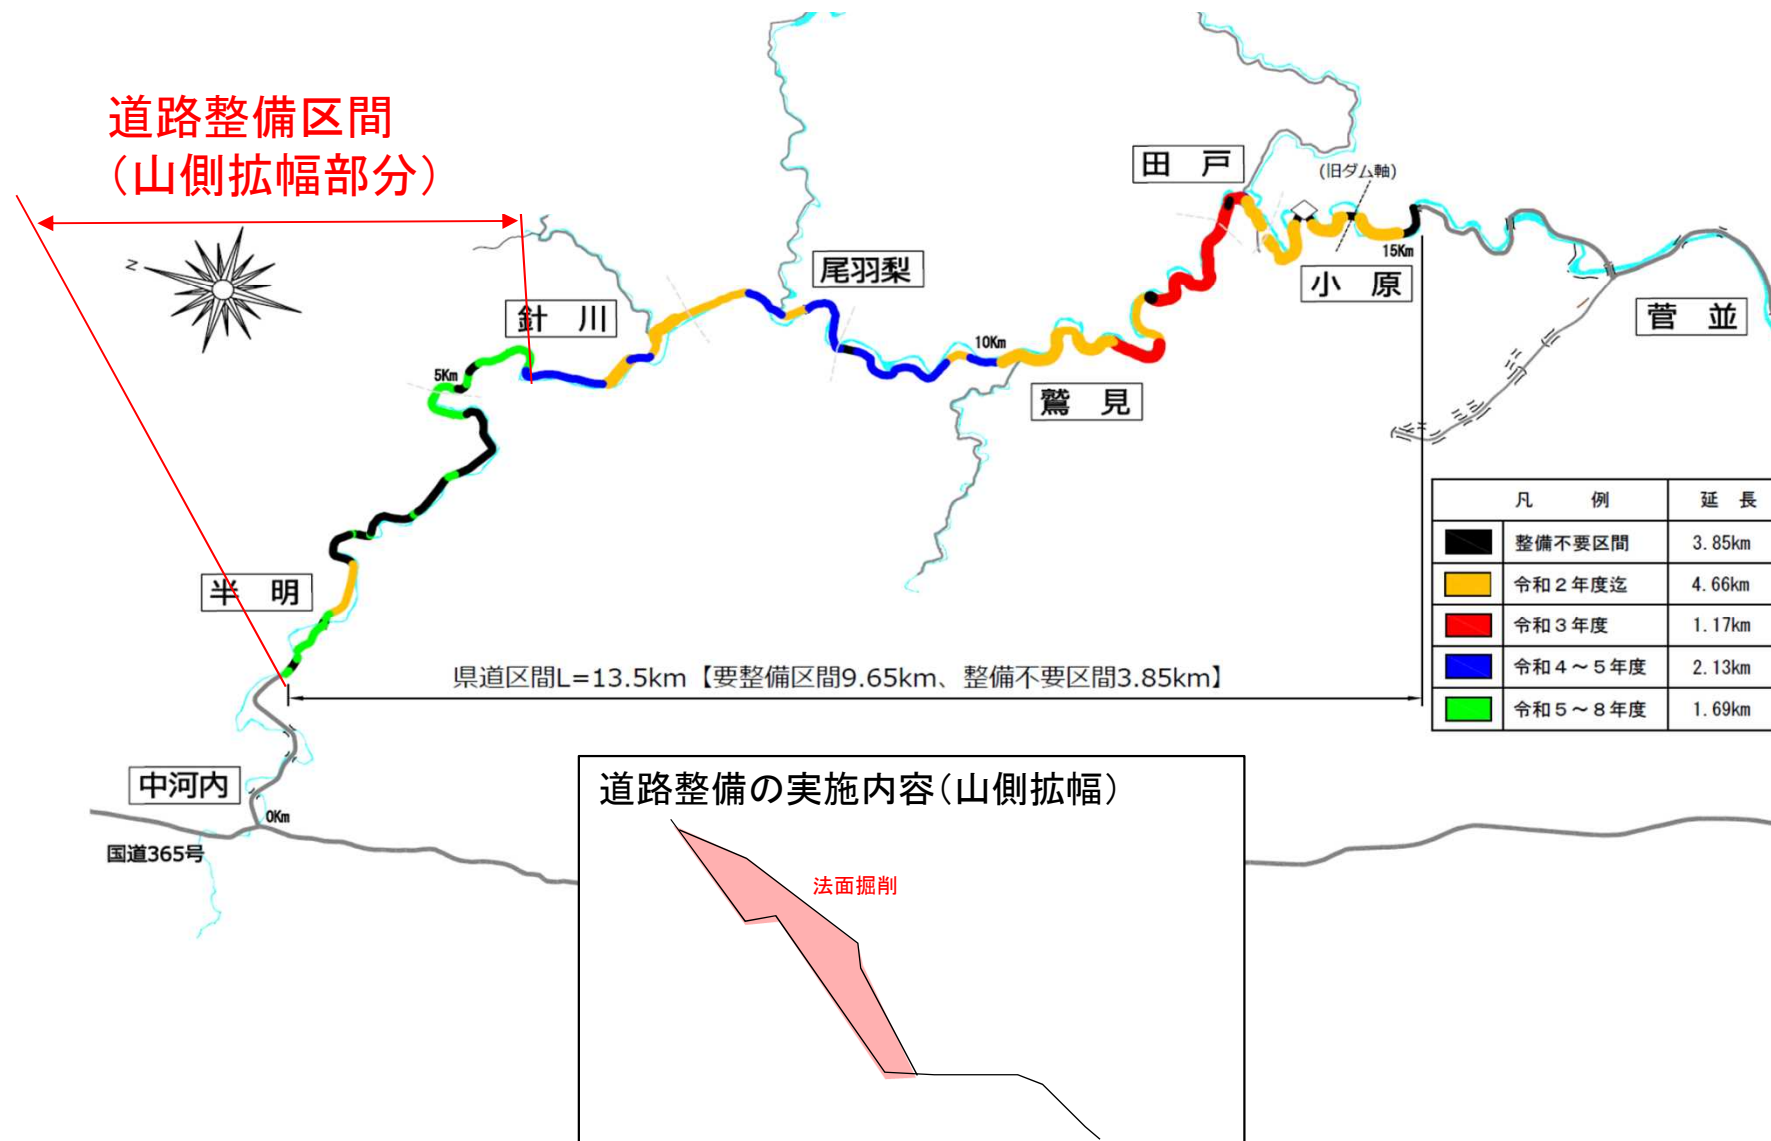 道路整備区間
（山側拡幅部分）
田　戸
(旧ダム軸)
15Km
小　原
菅　並
N
尾羽梨
針　川
10Km
鷲　見
5Km
半　明
県道区間L=13.5km【要整備区間9.65km、整備不要区間3.85km】
中河内
0Km
国道365号
凡　例　延　長
整備不要区間　3.85km
令和２年度迄　4.66km
令和３年度　1.17km
令和４～５年度　2.13km
令和５～８年度　1.69km
道路整備の実施内容（山側拡幅）
法面掘削